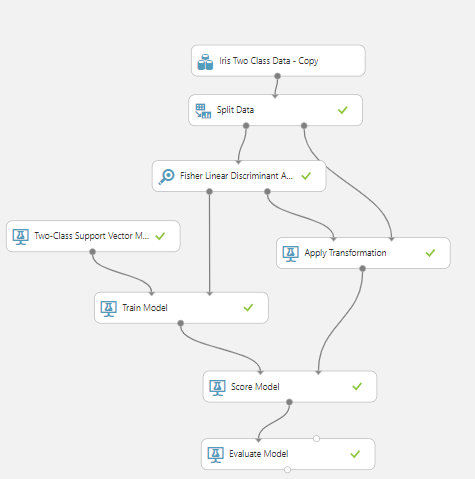 Iris Two Class Data - Copy
Split Data
Fisher Linear Discriminant A...
Two-Class Support Vector M...
Apply Transformation
Train Model
Score Model
Evaluate Model